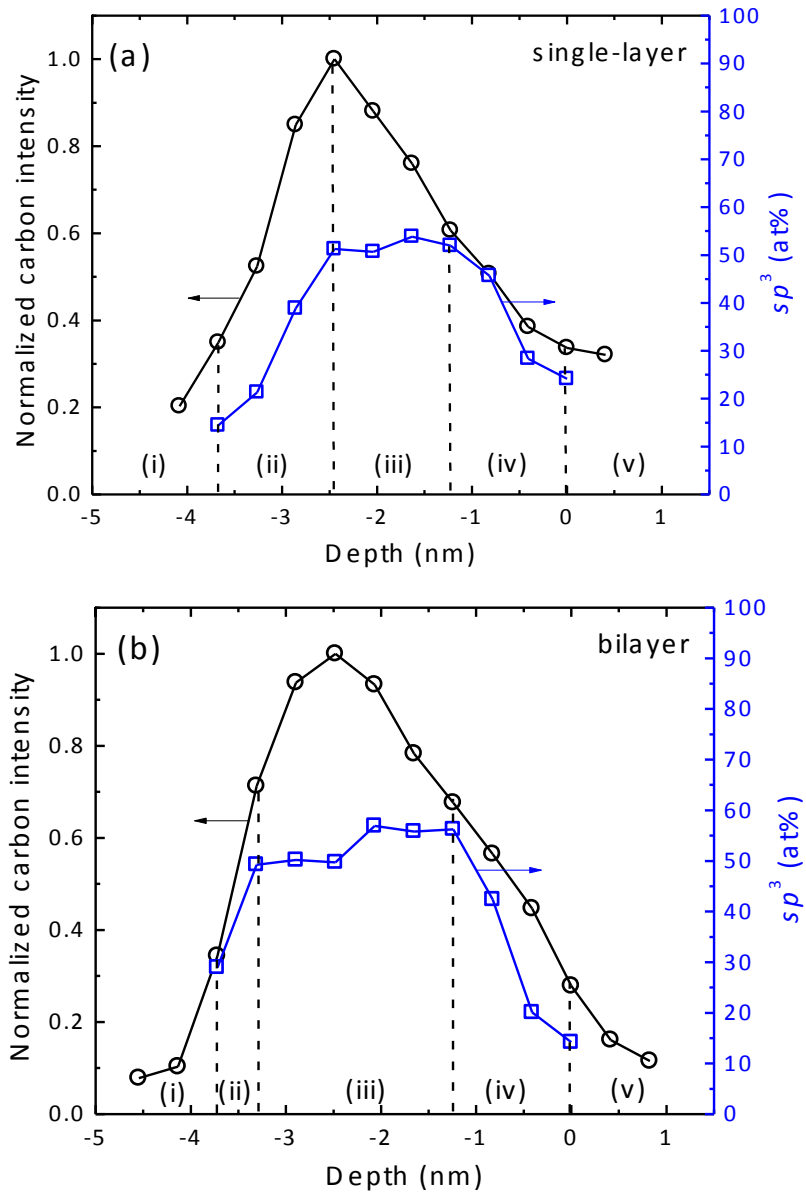 (a)
single-layer
Normalized carbon intensity
1.0
0.8
0.6
0.4
0.2
0.0
100
90
80
70
60
50
40
30
20
10
0
sp³ (at%)
(i)
(ii)
(iii)
(iv)
(v)
-5 -4 -3 -2 -1 0 1
Depth (nm)
(b)
bilayer
Normalized carbon intensity
1.0
0.8
0.6
0.4
0.2
0.0
100
90
80
70
60
50
40
30
20
10
0
sp³ (at%)
(i)
(ii)
(iii)
(iv)
(v)
-5 -4 -3 -2 -1 0 1
Depth (nm)